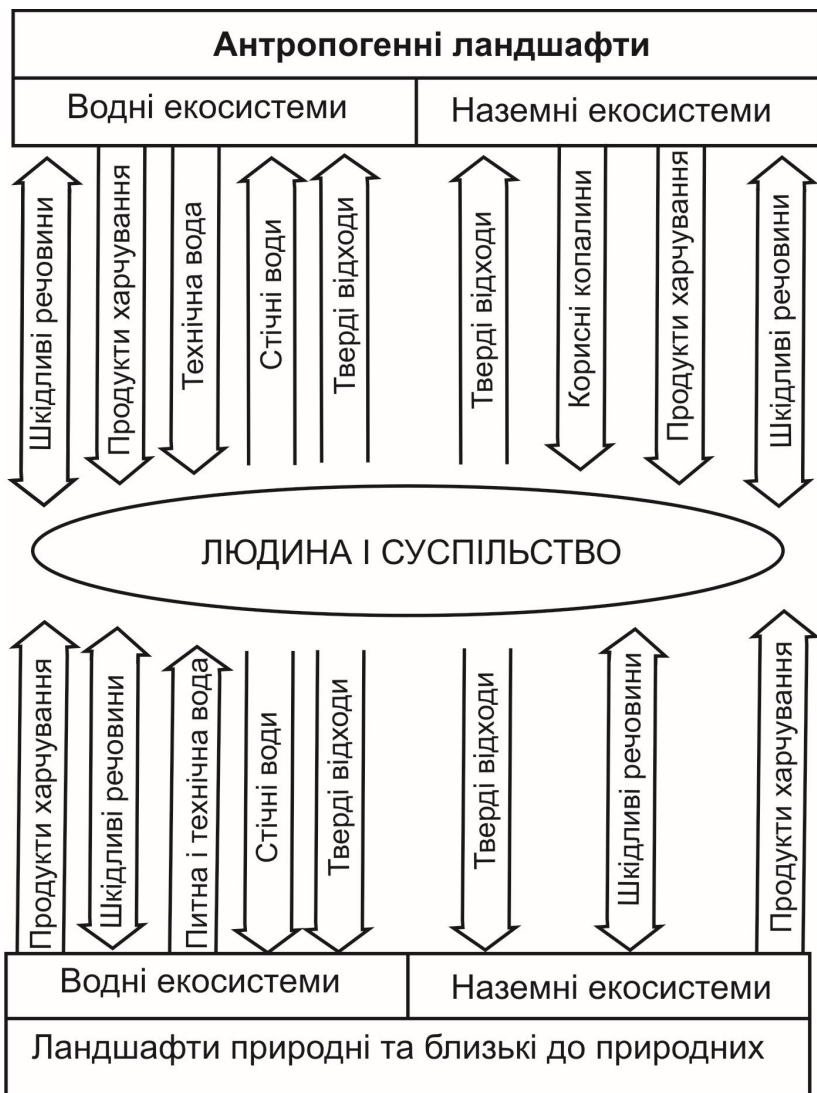 Антропогенні ландшафти
Водні екосистеми
Наземні екосистеми
Шкідливі речовини
Продукти харчування
Технічна вода
Стічні води
Тверді відходи
Тверді відходи
Корисні копалини
Продукти харчування
Шкідливі речовини
ЛЮДИНА І СУСПІЛЬСТВО
Продукти харчування
Шкідливі речовини
Питна і технічна вода
Стічні води
Тверді відходи
Тверді відходи
Шкідливі речовини
Продукти харчування
Водні екосистеми
Наземні екосистеми
Ландшафти природні та близькі до природних